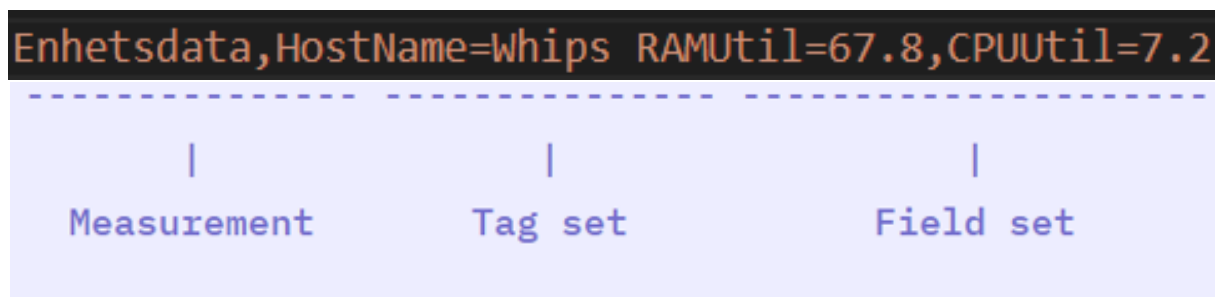 Enhetsdata,HostName=Whips RAMUtil=67.8,CPUUtil=7.2
--------------- --------------- ---------------------
| | |
Measurement Tag set Field set